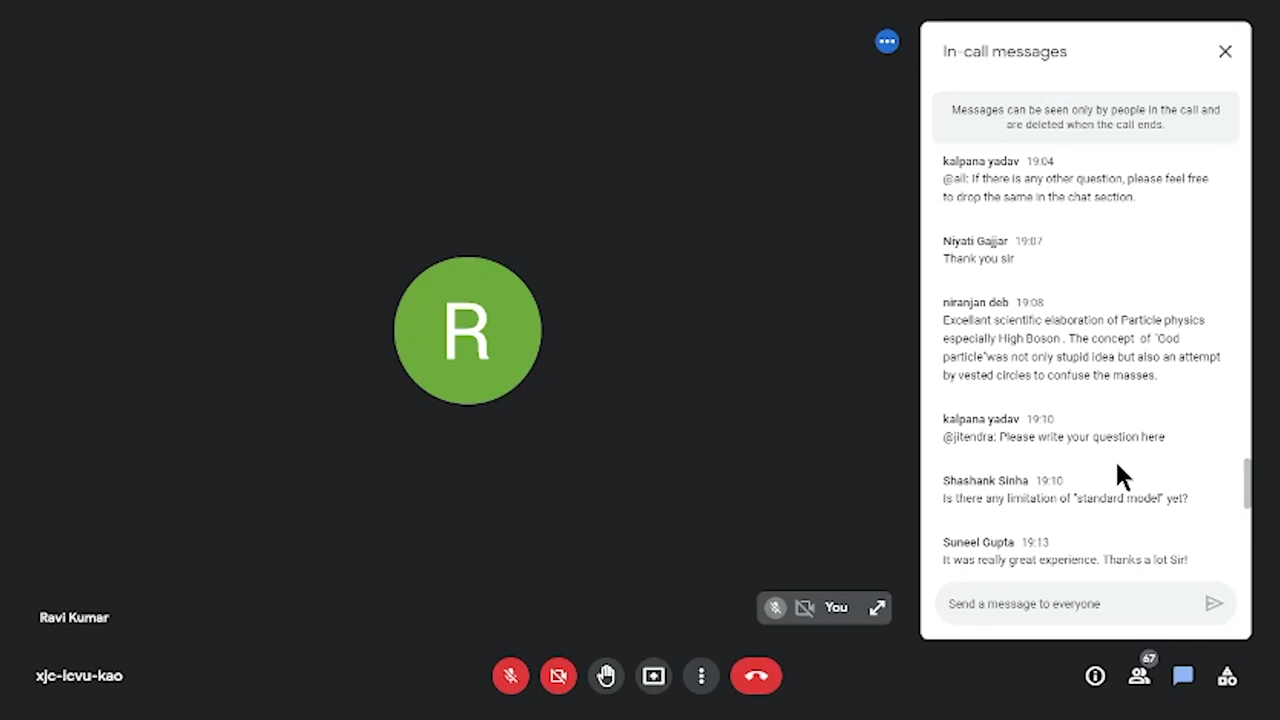 In-call messages
Messages can be seen only by people in the call and
are deleted when the call ends.
kalpana yadav 19:04
@all: If there is any other question, please feel free
to drop the same in the chat section.
Niyati Gajjar 19:07
Thank you sir
niranjan deb 19:08
Excellant scientific elaboration of Particle physics
especially High Boson . The concept of "God
particle"was not only stupid idea but also an attempt
by vested circles to confuse the masses.
kalpana yadav 19:10
@jitendra: Please write your question here
Shashank Sinha 19:10
Is there any limitation of "standard model" yet?
Suneel Gupta 19:13
It was really great experience. Thanks a lot Sir!
Send a message to everyone
R
You
Ravi Kumar
xjc-icvu-kao
67